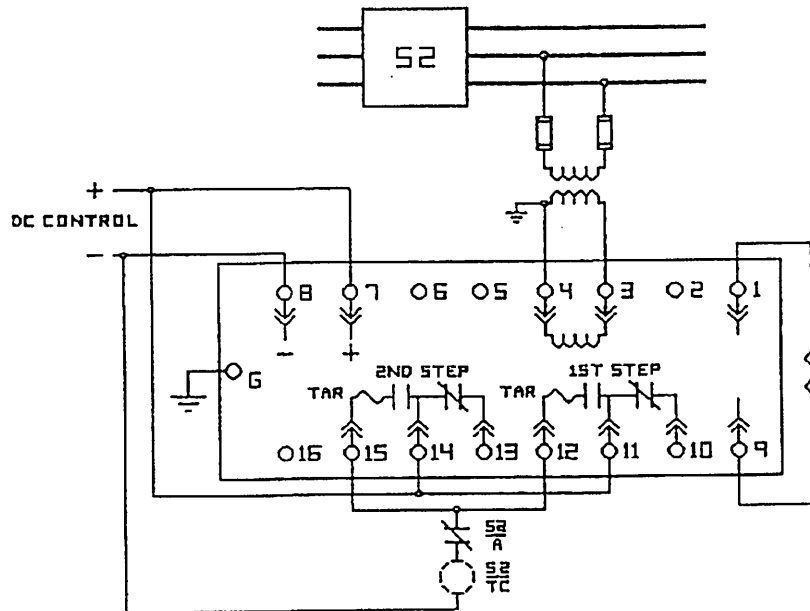 52
+
DC CONTROL
-
8 7 6 5 4 3 2 1
- +
G
2ND STEP 1ST STEP
TAR TAR
16 15 14 13 12 11 10 9
52
A
52
TC